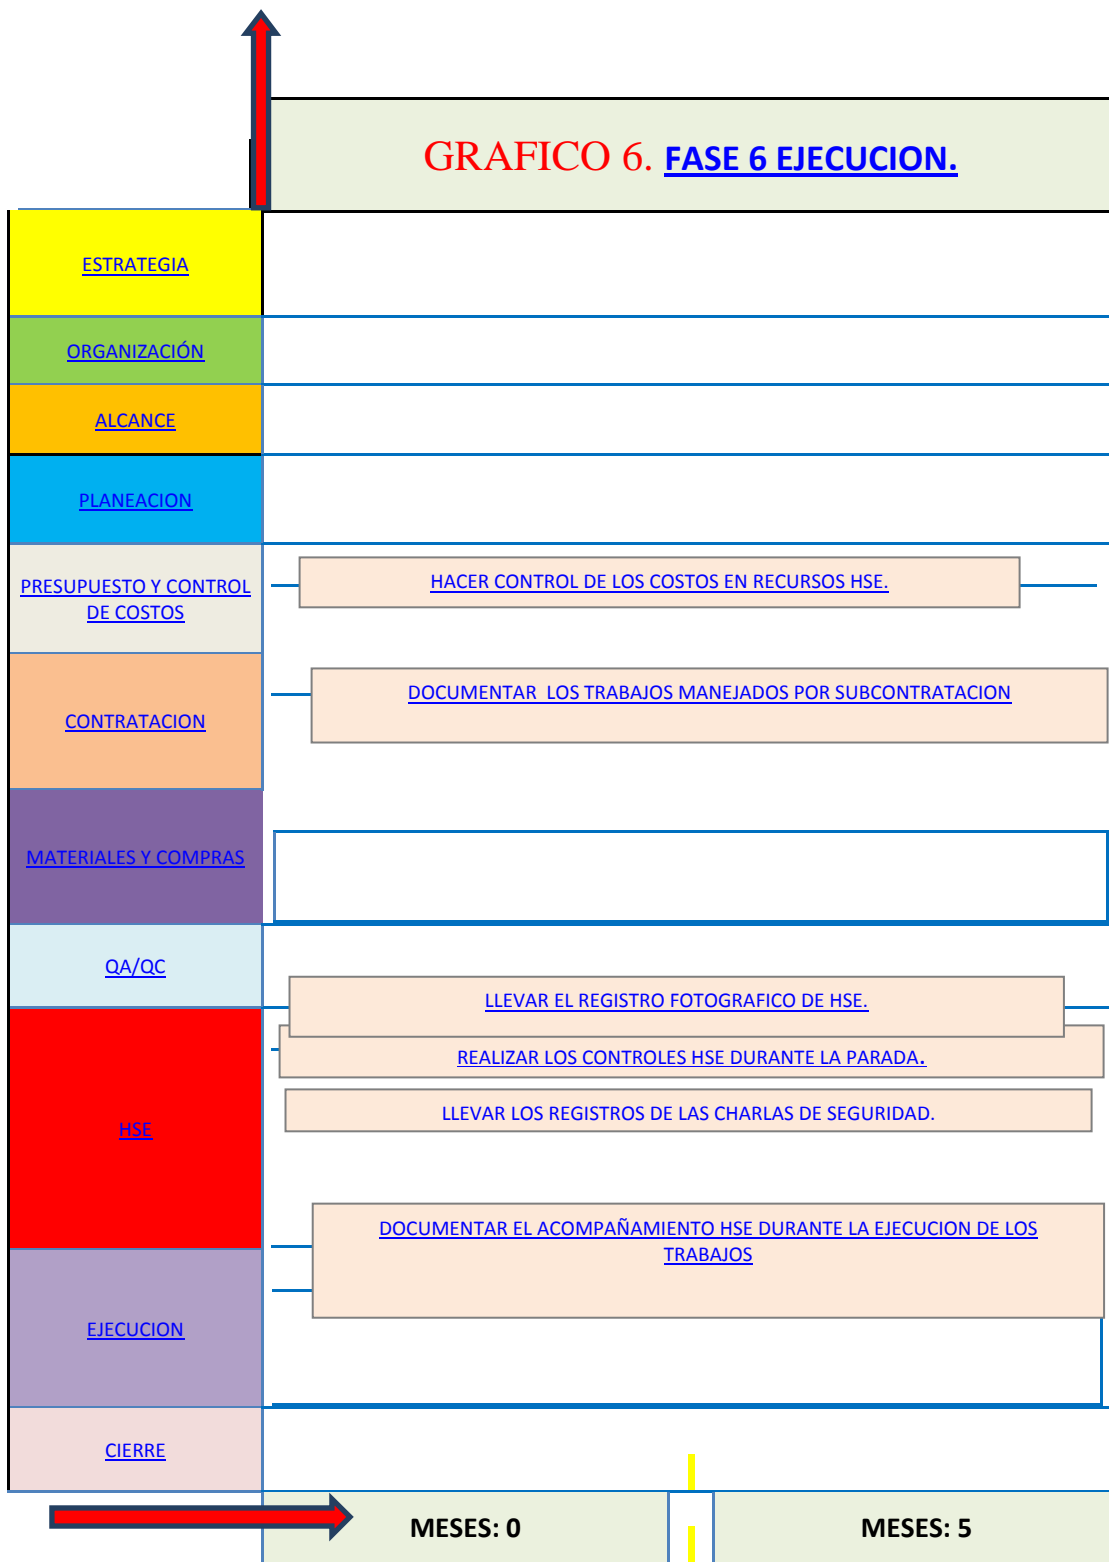 GRAFICO 6. FASE 6 EJECUCION.
ESTRATEGIA
ORGANIZACIÓN
ALCANCE
PLANEACION
PRESUPUESTO Y CONTROL
DE COSTOS
HACER CONTROL DE LOS COSTOS EN RECURSOS HSE.
CONTRATACION
DOCUMENTAR  LOS TRABAJOS MANEJADOS POR SUBCONTRATACION
MATERIALES Y COMPRAS
QA/QC
LLEVAR EL REGISTRO FOTOGRAFICO DE HSE.
REALIZAR LOS CONTROLES HSE DURANTE LA PARADA.
LLEVAR LOS REGISTROS DE LAS CHARLAS DE SEGURIDAD.
HSE
DOCUMENTAR EL ACOMPAÑAMIENTO HSE DURANTE LA EJECUCION DE LOS
TRABAJOS
EJECUCION
CIERRE
MESES: 0
MESES: 5